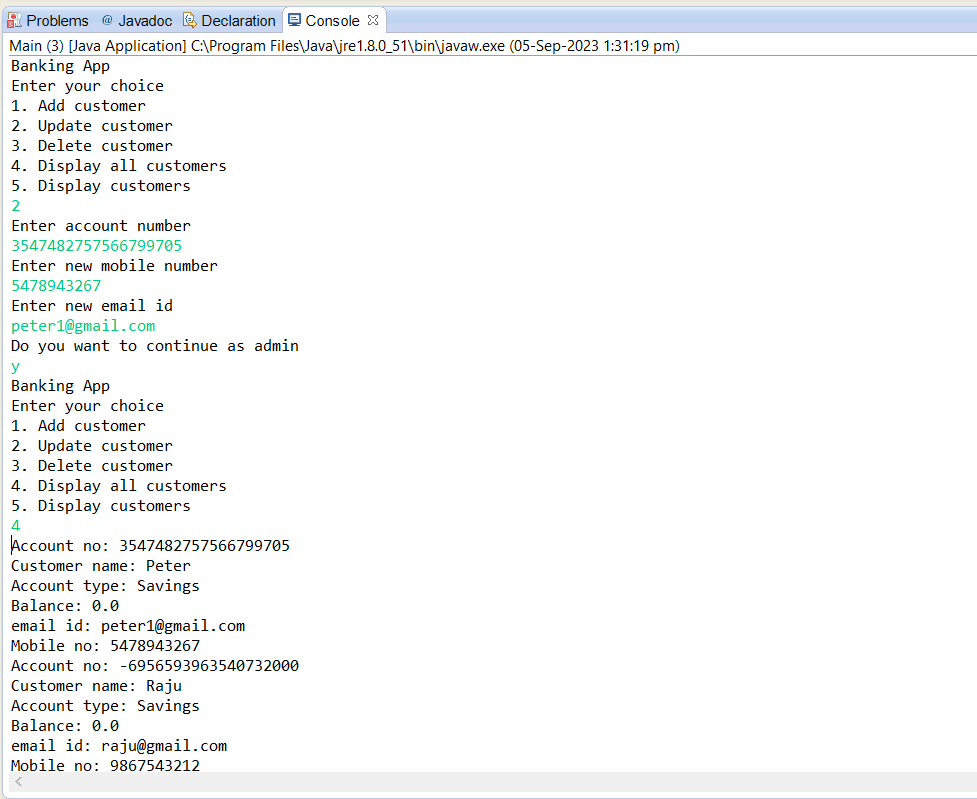 Problems @ Javadoc Declaration Console
Main (3) [Java Application] C:\Program Files\Java\jre1.8.0_51\bin\javaw.exe (05-Sep-2023 1:31:19 pm)
Banking App
Enter your choice
1. Add customer
2. Update customer
3. Delete customer
4. Display all customers
5. Display customers
2
Enter account number
3547482757566799705
Enter new mobile number
5478943267
Enter new email id
peter1@gmail.com
Do you want to continue as admin
y
Banking App
Enter your choice
1. Add customer
2. Update customer
3. Delete customer
4. Display all customers
5. Display customers
4
Account no: 3547482757566799705
Customer name: Peter
Account type: Savings
Balance: 0.0
email id: peter1@gmail.com
Mobile no: 5478943267
Account no: -6956593963540732000
Customer name: Raju
Account type: Savings
Balance: 0.0
email id: raju@gmail.com
Mobile no: 9867543212